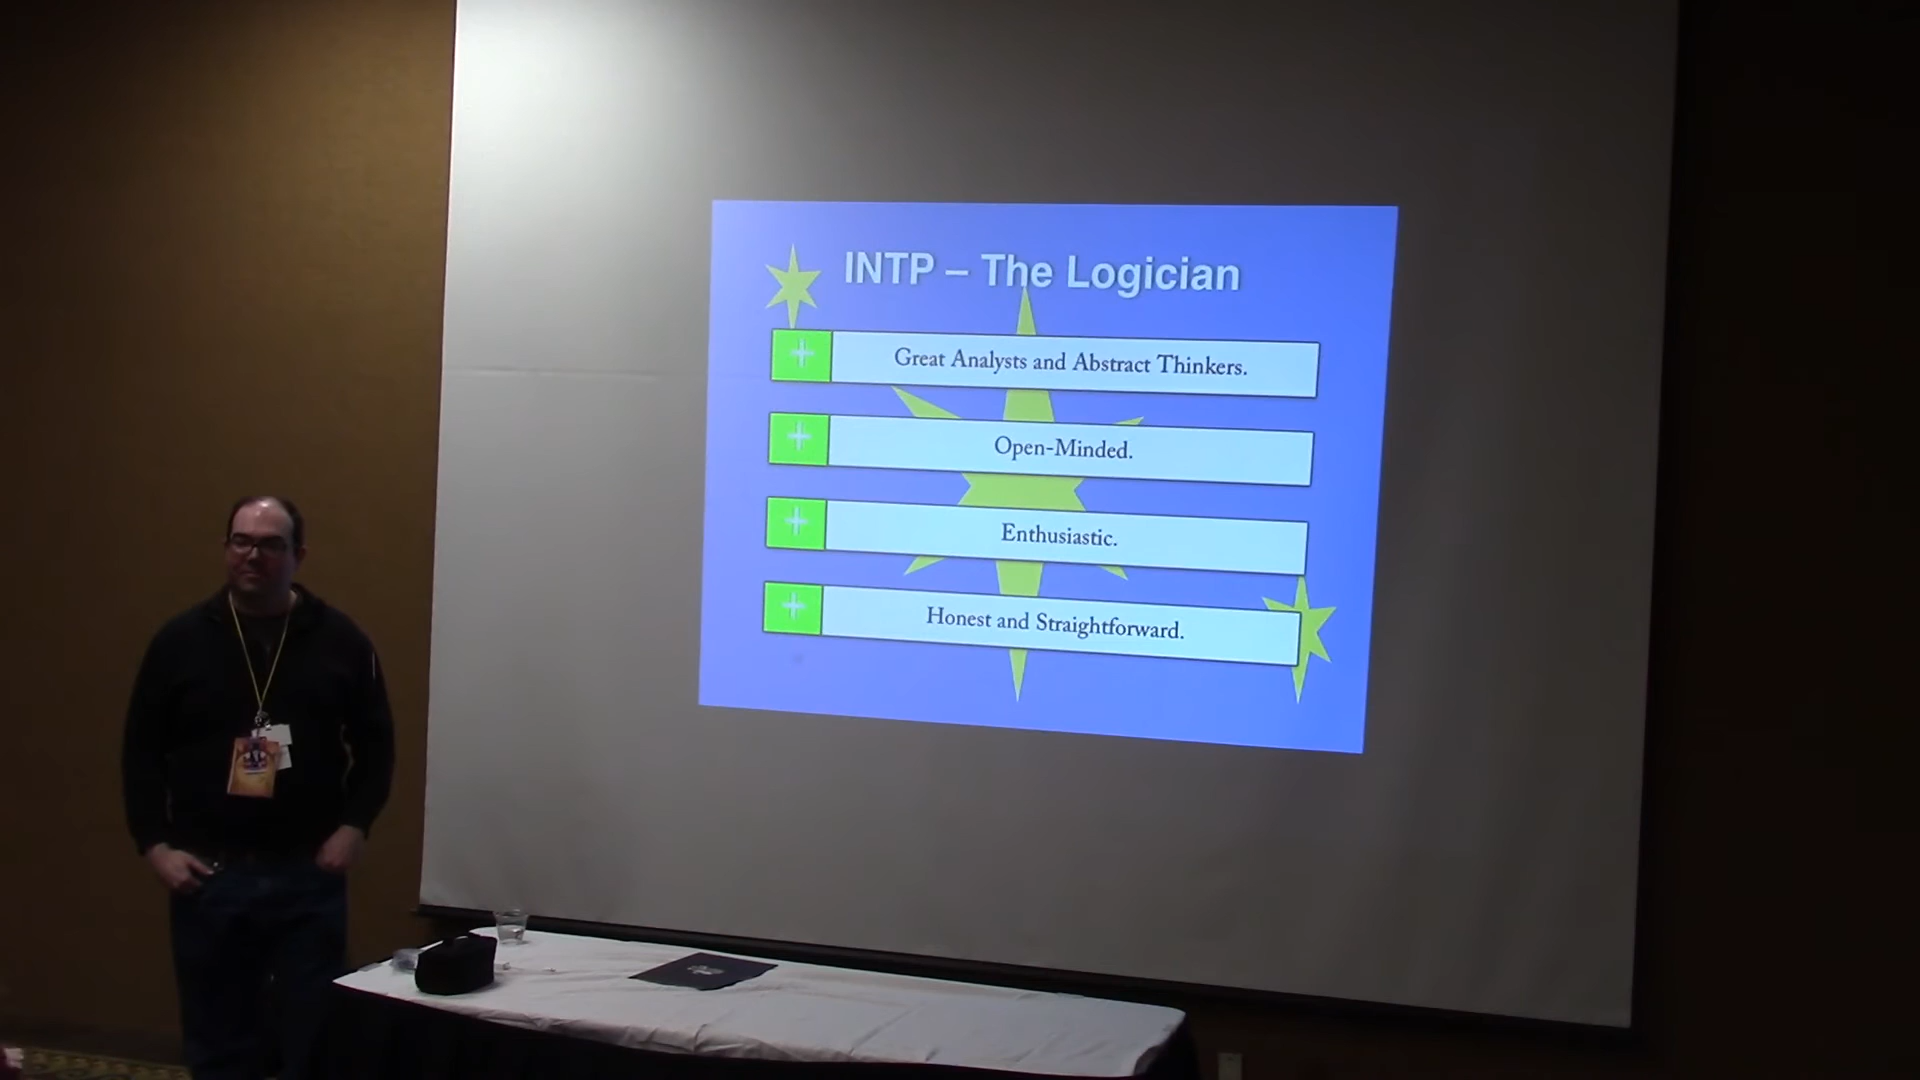 INTP – The Logician
Great Analysts and Abstract Thinkers.
Open-Minded.
Enthusiastic.
Honest and Straightforward.